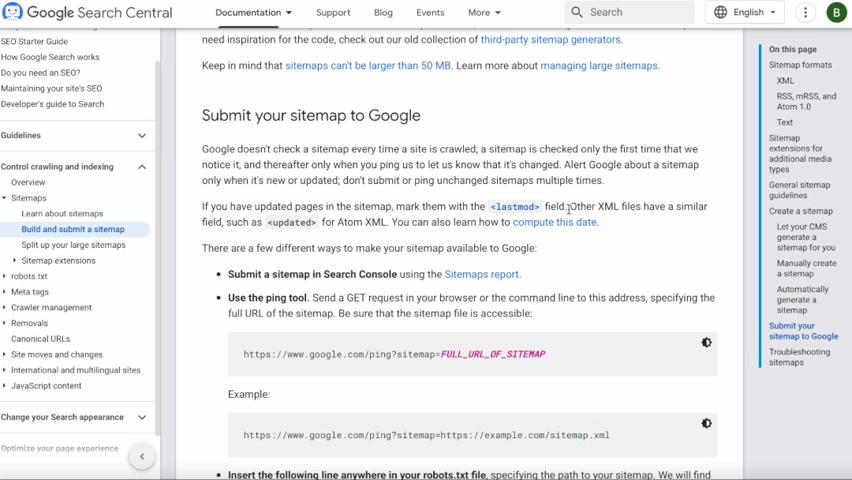 Google Search Central
Documentation
Support
Blog
Events
More
Search
English
B
SEO Starter Guide
How Google Search works
Do you need an SEO?
Maintaining your site's SEO
Developer's guide to Search
Guidelines
Control crawling and indexing
Overview
Sitemaps
Learn about sitemaps
Build and submit a sitemap
Split up your large sitemaps
Sitemap extensions
robots.txt
Meta tags
Crawler management
Removals
Canonical URLs
Site moves and changes
International and multilingual sites
JavaScript content
Change your Search appearance
Optimize your page experience
need inspiration for the code, check out our old collection of third-party sitemap generators.
Keep in mind that sitemaps can't be larger than 50 MB. Learn more about managing large sitemaps.
Submit your sitemap to Google
Google doesn't check a sitemap every time a site is crawled; a sitemap is checked only the first time that we
notice it, and thereafter only when you ping us to let us know that it's changed. Alert Google about a sitemap
only when it's new or updated; don't submit or ping unchanged sitemaps multiple times.
If you have updated pages in the sitemap, mark them with the <lastmod> field. Other XML files have a similar
field, such as <updated> for Atom XML. You can also learn how to compute this date.
There are a few different ways to make your sitemap available to Google:
• Submit a sitemap in Search Console using the Sitemaps report.
• Use the ping tool. Send a GET request in your browser or the command line to this address, specifying the
full URL of the sitemap. Be sure that the sitemap file is accessible:
https://www.google.com/ping?sitemap=FULL_URL_OF_SITEMAP
Example:
https://www.google.com/ping?sitemap=https://example.com/sitemap.xml
• Insert the following line anywhere in your robots.txt file, specifying the path to your sitemap. We will find
On this page
Sitemap formats
XML
RSS, mRSS, and
Atom 1.0
Text
Sitemap
extensions for
additional media
types
General sitemap
guidelines
Create a sitemap
Let your CMS
generate a
sitemap for you
Manually create
a sitemap
Automatically
generate a
sitemap
Submit your
sitemap to Google
Troubleshooting
sitemaps